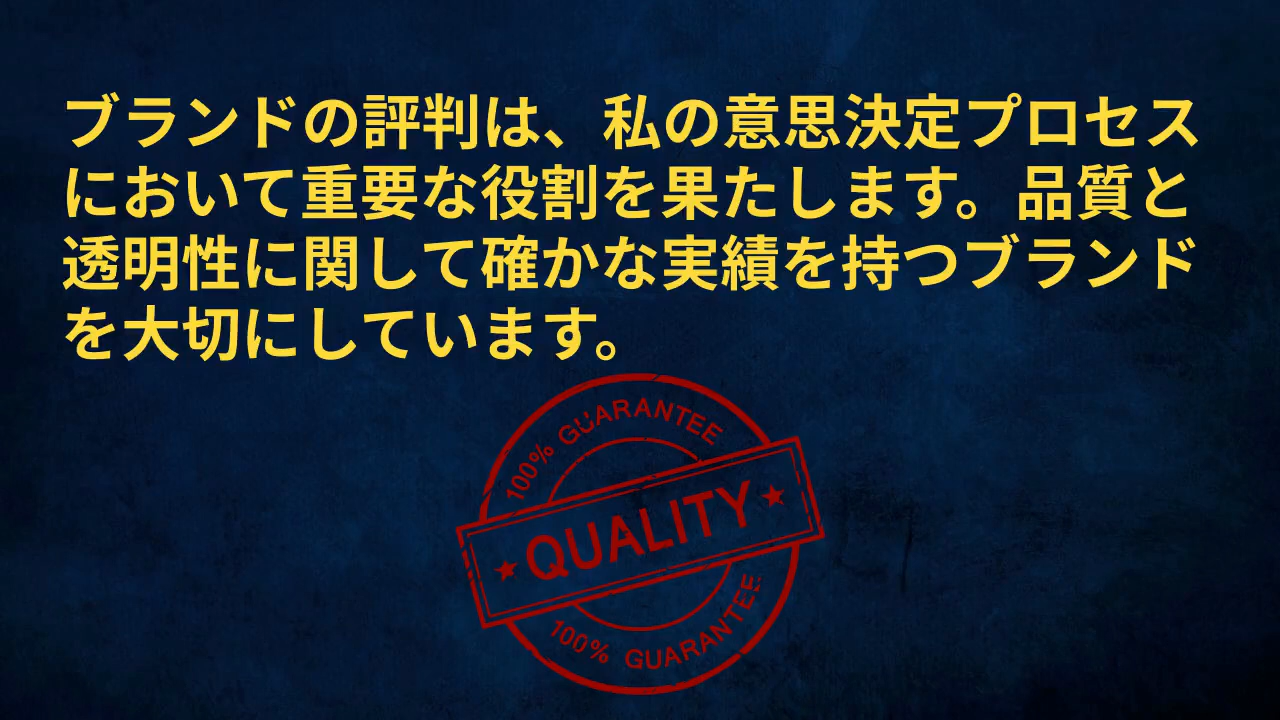 ブランドの評判は、私の意思決定プロセス
において重要な役割を果たします。品質と
透明性に関して確かな実績を持つブランド
を大切にしています。
100% GUARANTEE
QUALITY
100% GUARANTEE